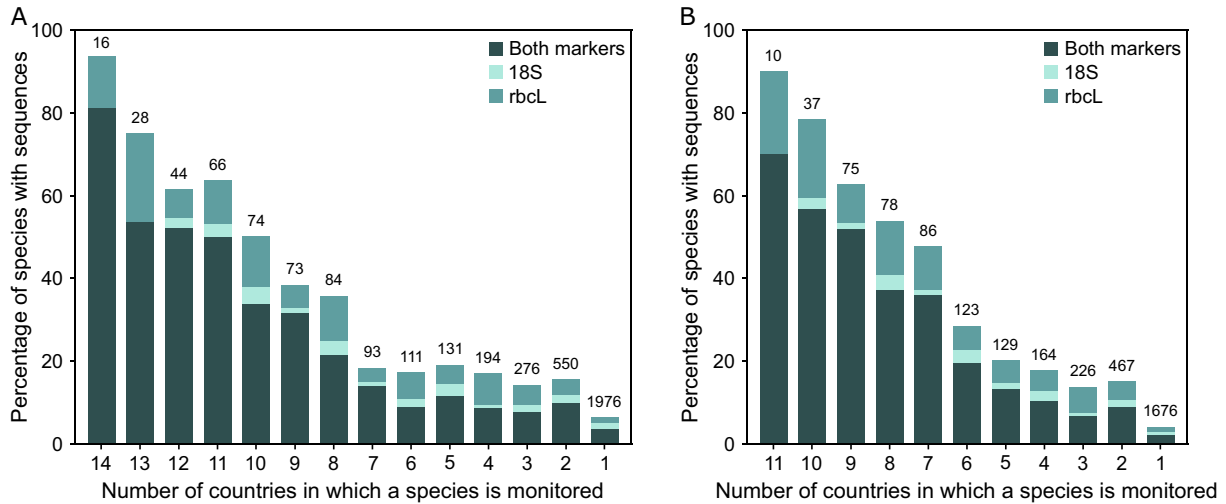 A
Percentage of species with sequences
100
80
60
40
20
0
16
28
44
66
74
73
84
93
111
131
194
276
550
1976
Both markers
18S
rbcL
14 13 12 11 10 9 8 7 6 5 4 3 2 1
Number of countries in which a species is monitored
B
Percentage of species with sequences
100
80
60
40
20
0
10
37
75
78
86
123
129
164
226
467
1676
Both markers
18S
rbcL
11 10 9 8 7 6 5 4 3 2 1
Number of countries in which a species is monitored